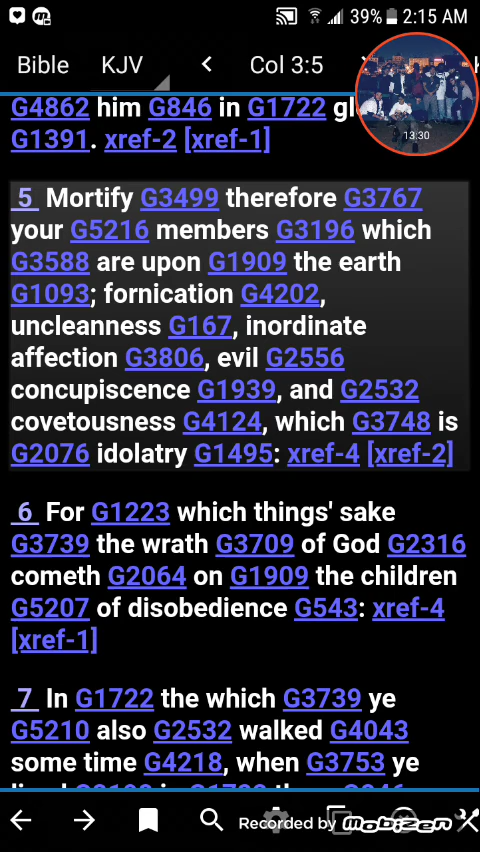 39% 2:15 AM
Bible KJV < Col 3:5
13:30
G4862 him G846 in G1722 gl
G1391. xref-2 [xref-1]
5 Mortify G3499 therefore G3767
your G5216 members G3196 which
G3588 are upon G1909 the earth
G1093; fornication G4202,
uncleanness G167, inordinate
affection G3806, evil G2556
concupiscence G1939, and G2532
covetousness G4124, which G3748 is
G2076 idolatry G1495: xref-4 [xref-2]
6 For G1223 which things' sake
G3739 the wrath G3709 of God G2316
cometh G2064 on G1909 the children
G5207 of disobedience G543: xref-4
[xref-1]
7 In G1722 the which G3739 ye
G5210 also G2532 walked G4043
some time G4218, when G3753 ye
Recorded by mobizen